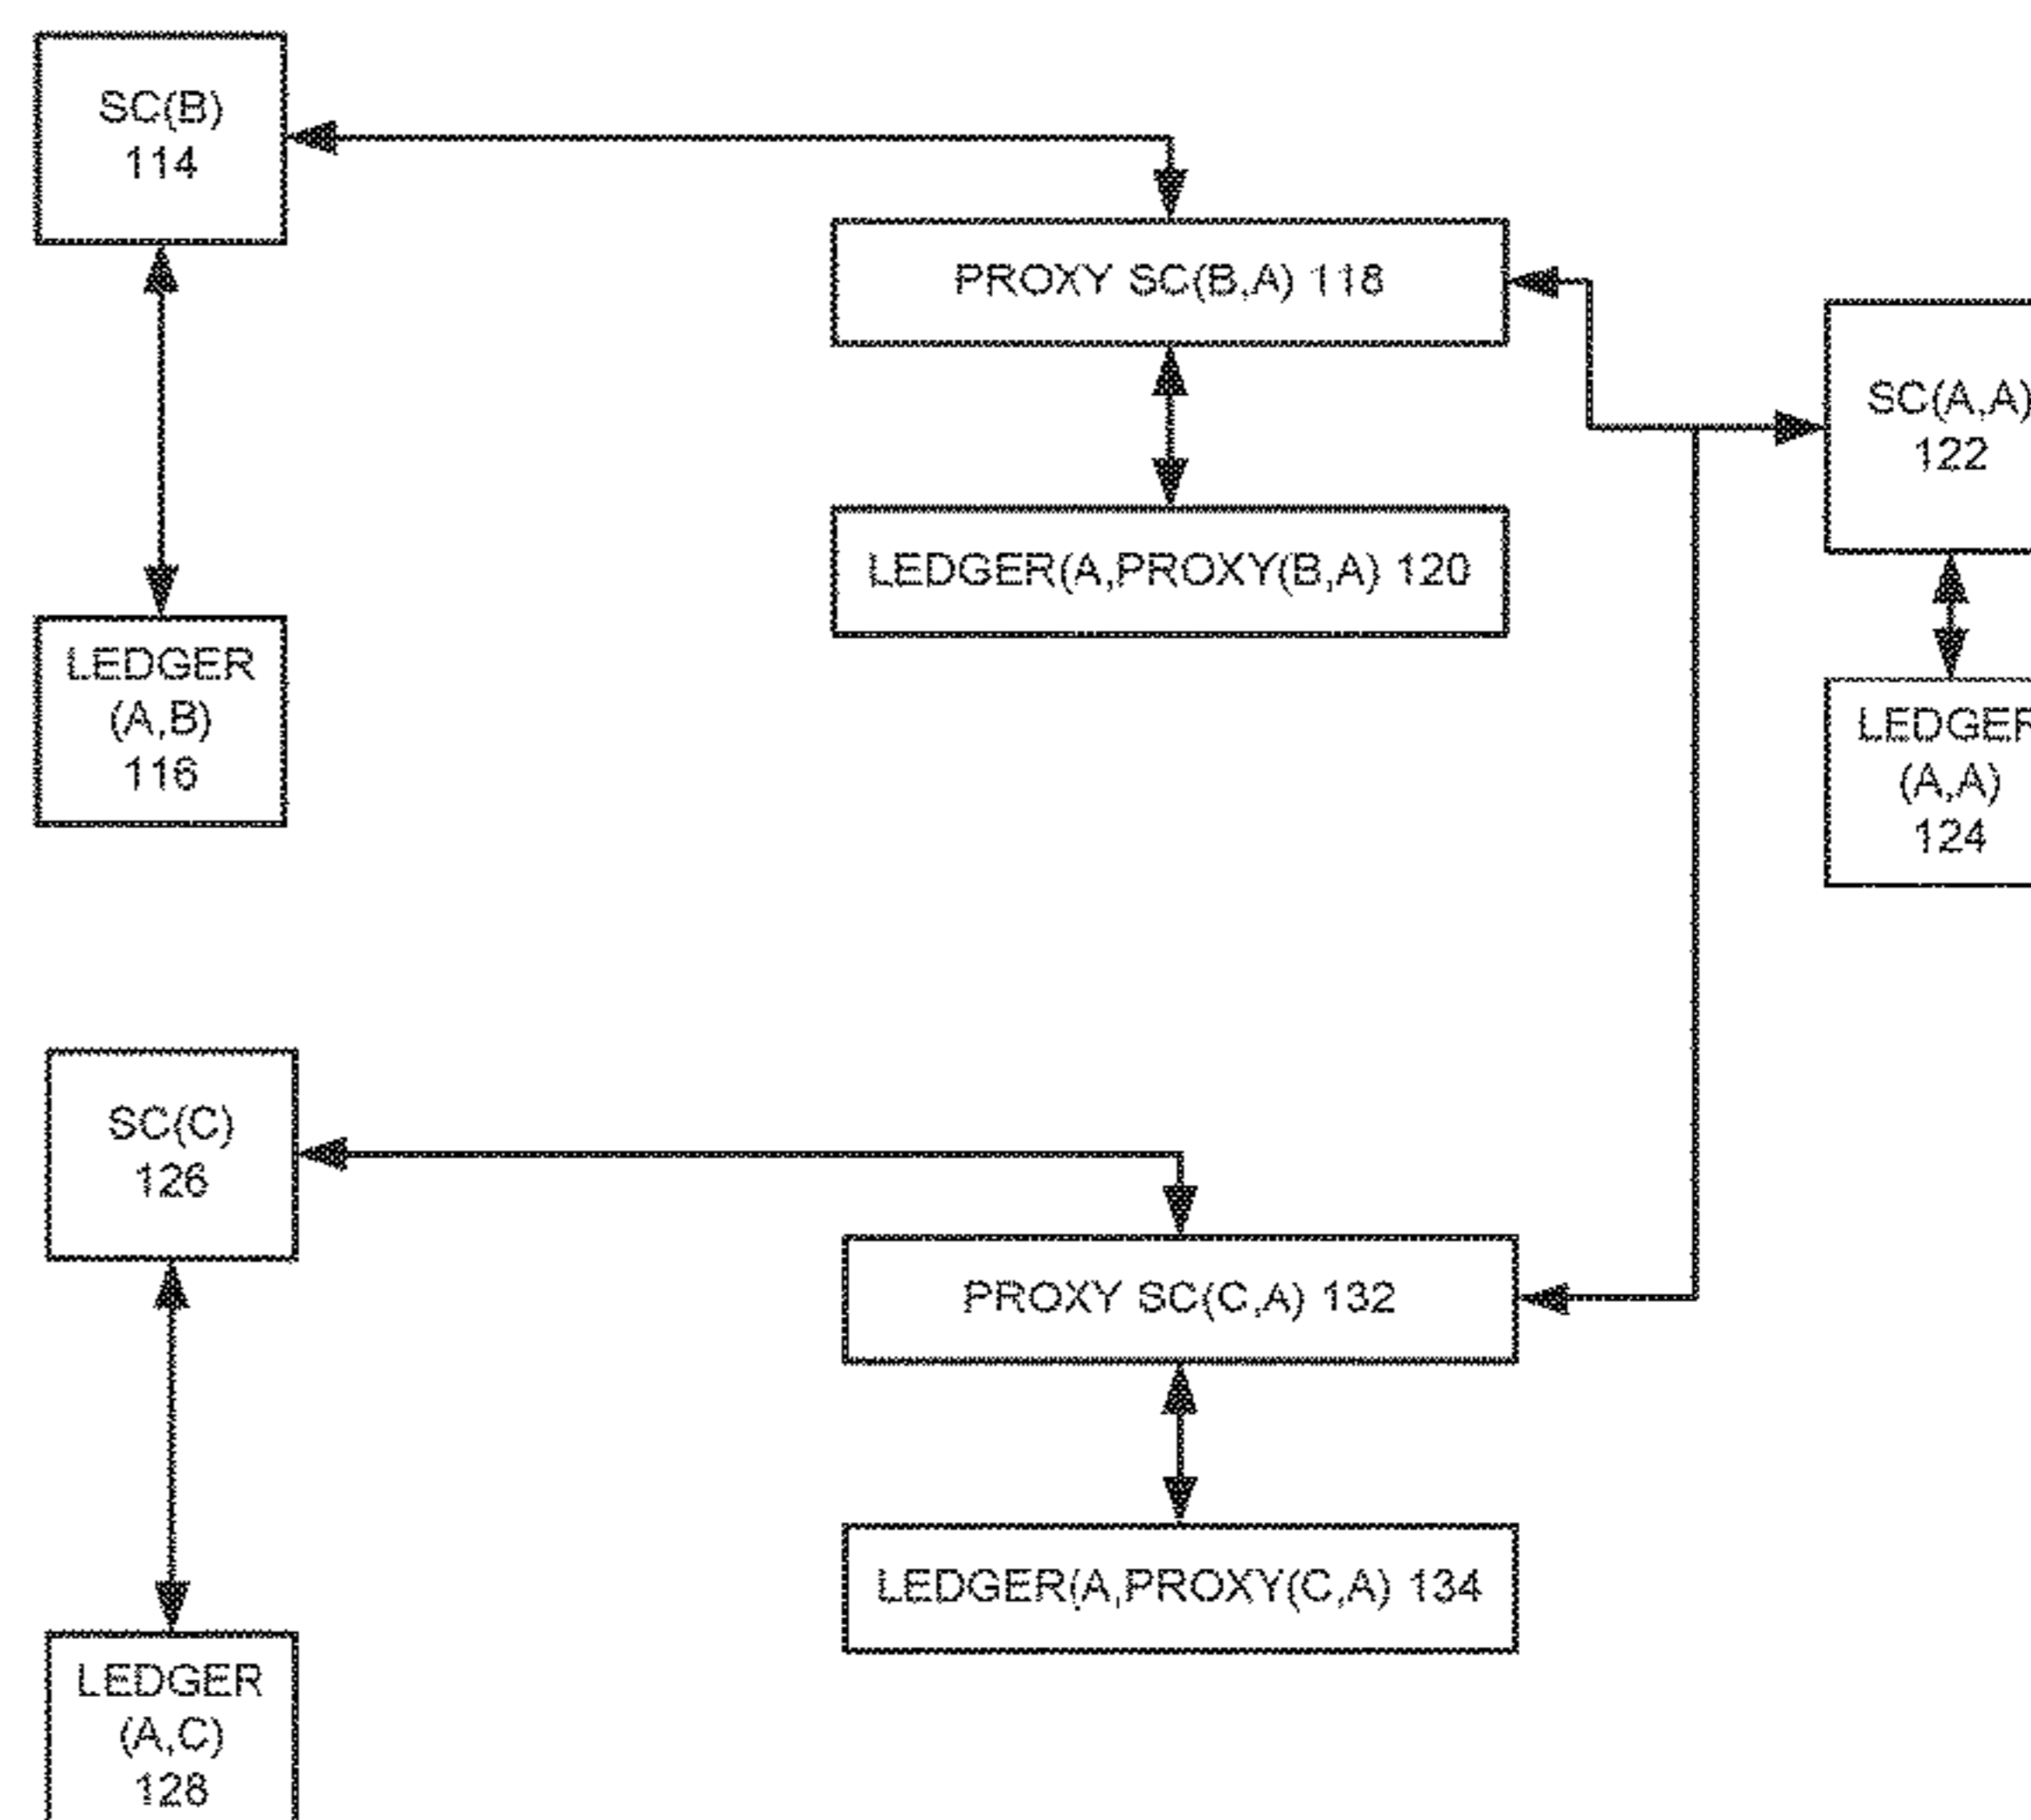 SC(B)
114
PROXY SC(B,A) 118
SC(A,A)
122
LEDGER(A,PROXY(B,A) 120
LEDGER
(A,B)
116
LEDGER
(A,A)
124
SC(C)
126
PROXY SC(C,A) 132
LEDGER(A,PROXY(C,A) 134
LEDGER
(A,C)
128